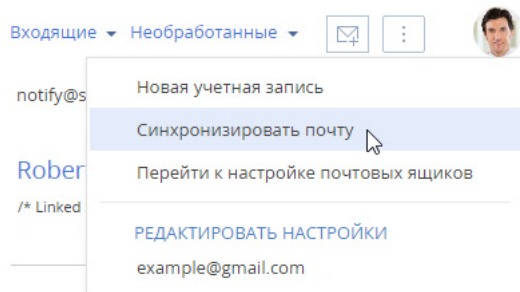 Входящие Необработанные
Новая учетная запись
notify@s
Синхронизировать почту
Rober
Перейти к настройке почтовых ящиков
/* Linked
РЕДАКТИРОВАТЬ НАСТРОЙКИ
example@gmail.com